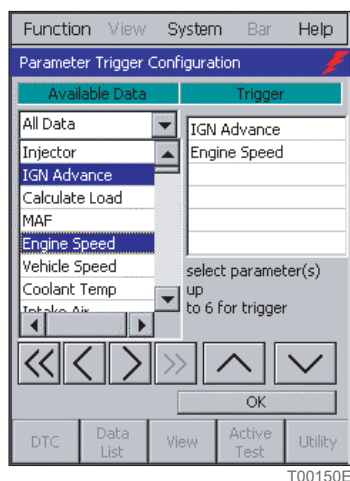 Function View System Bar Help
Parameter Trigger Configuration
Available Data Trigger
All Data
Injector
IGN Advance
Calculate Load
MAF
Engine Speed
Vehicle Speed
Coolant Temp
Intake Air
IGN Advance
Engine Speed
select parameter(s)
up
to 6 for trigger
OK
DTC
Data
List
View
Active
Test
Utility
T00150E